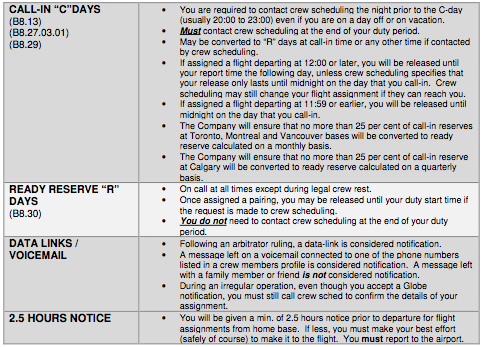 CALL-IN “C”DAYS
(B8.13)
(B8.27.03.01)
(B8.29)
• You are required to contact crew scheduling the night prior to the C-day
(usually 20:00 to 23:00) even if you are on a day off or on vacation.
• Must contact crew scheduling at the end of your duty period.
• May be converted to “R” days at call-in time or any other time if contacted
by crew scheduling.
• If assigned a flight departing at 12:00 or later, you will be released until
your report time the following day, unless crew scheduling specifies that
your release only lasts until midnight on the day that you call-in. Crew
scheduling may still change your flight assignment if they can reach you.
• If assigned a flight departing at 11:59 or earlier, you will be released until
midnight on the day that you call-in.
• The Company will ensure that no more than 25 per cent of call-in reserves
at Toronto, Montreal and Vancouver bases will be converted to ready
reserve calculated on a monthly basis.
• The Company will ensure that no more than 25 per cent of call-in reserve
at Calgary will be converted to ready reserve calculated on a quarterly
basis.
READY RESERVE “R”
DAYS
(B8.30)
• On call at all times except during legal crew rest.
• Once assigned a pairing, you may be released until your duty start time if
the request is made to crew scheduling.
• You do not need to contact crew scheduling at the end of your duty
period.
DATA LINKS /
VOICEMAIL
• Following an arbitrator ruling, a data-link is considered notification.
• A message left on a voicemail connected to one of the phone numbers
listed in a crew members profile is considered notification. A message left
with a family member or friend is not considered notification.
• During an irregular operation, even though you accept a Globe
notification, you must still call crew sched to confirm the details of your
assignment.
2.5 HOURS NOTICE
• You will be given a min. of 2.5 hours notice prior to departure for flight
assignments from home base. If less, you must make your best effort
(safely of course) to make it to the flight. You must report to the airport.